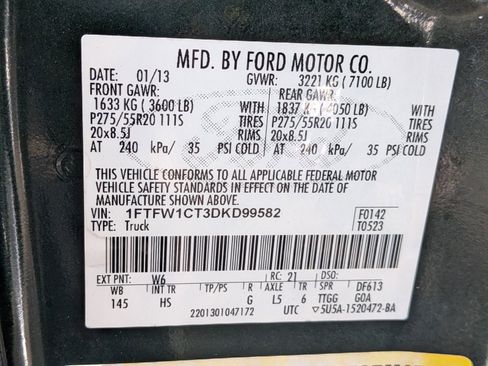 MFD. BY FORD MOTOR CO.
DATE: 01/13 GVWR: 3221 KG ( 7100 LB)
FRONT GAWR: REAR GAWR:
1633 KG ( 3600 LB) WITH 1837 K (4050 LB) WITH
P275/55R20 111S TIRES P275/55R20 111S TIRES
20x8.5J RIMS 20x8.5J RIMS
AT 240 kPa/ 35 PSI COLD AT 240 kPa/ 35 PSI COLD
THIS VEHICLE CONFORMS TO ALL APPLICABLE FEDERAL MOTOR
VEHICLE SAFETY STANDARDS IN EFFECT ON THE DATE OF
MANUFACTURE SHOWN ABOVE.
VIN: 1FTFW1CT3DKD99582 F0142
TYPE: Truck T0523
EXT PNT: W6 RC: 21 DSO:
WB INT TR TP/PS R AXLE TR SPR DF613
145 HS G L5 6 TTGG GOA
2201301047172 UTC ▽5U5A-1520472-BA